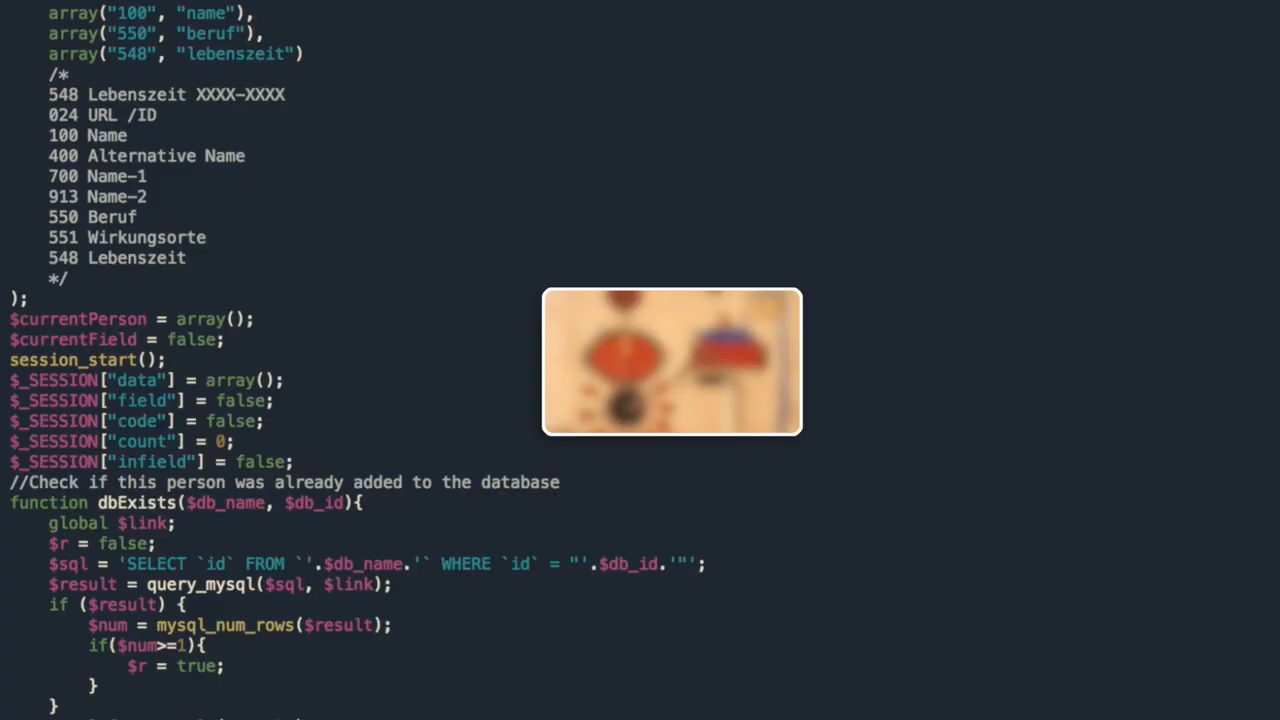 array("100", "name"),
array("550", "beruf"),
array("548", "lebenszeit")
/*
548 Lebenszeit XXXX-XXXX
024 URL /ID
100 Name
400 Alternative Name
700 Name-1
913 Name-2
550 Beruf
551 Wirkungsorte
548 Lebenszeit
*/
);
$currentPerson = array();
$currentField = false;
session_start();
$_SESSION["data"] = array();
$_SESSION["field"] = false;
$_SESSION["code"] = false;
$_SESSION["count"] = 0;
$_SESSION["infield"] = false;
//Check if this person was already added to the database
function dbExists($db_name, $db_id){
global $link;
$r = false;
$sql = 'SELECT `id` FROM `'.$db_name.'` WHERE `id` = "'.$db_id.'"';
$result = query_mysql($sql, $link);
if ($result) {
$num = mysql_num_rows($result);
if($num>=1){
$r = true;
}
}